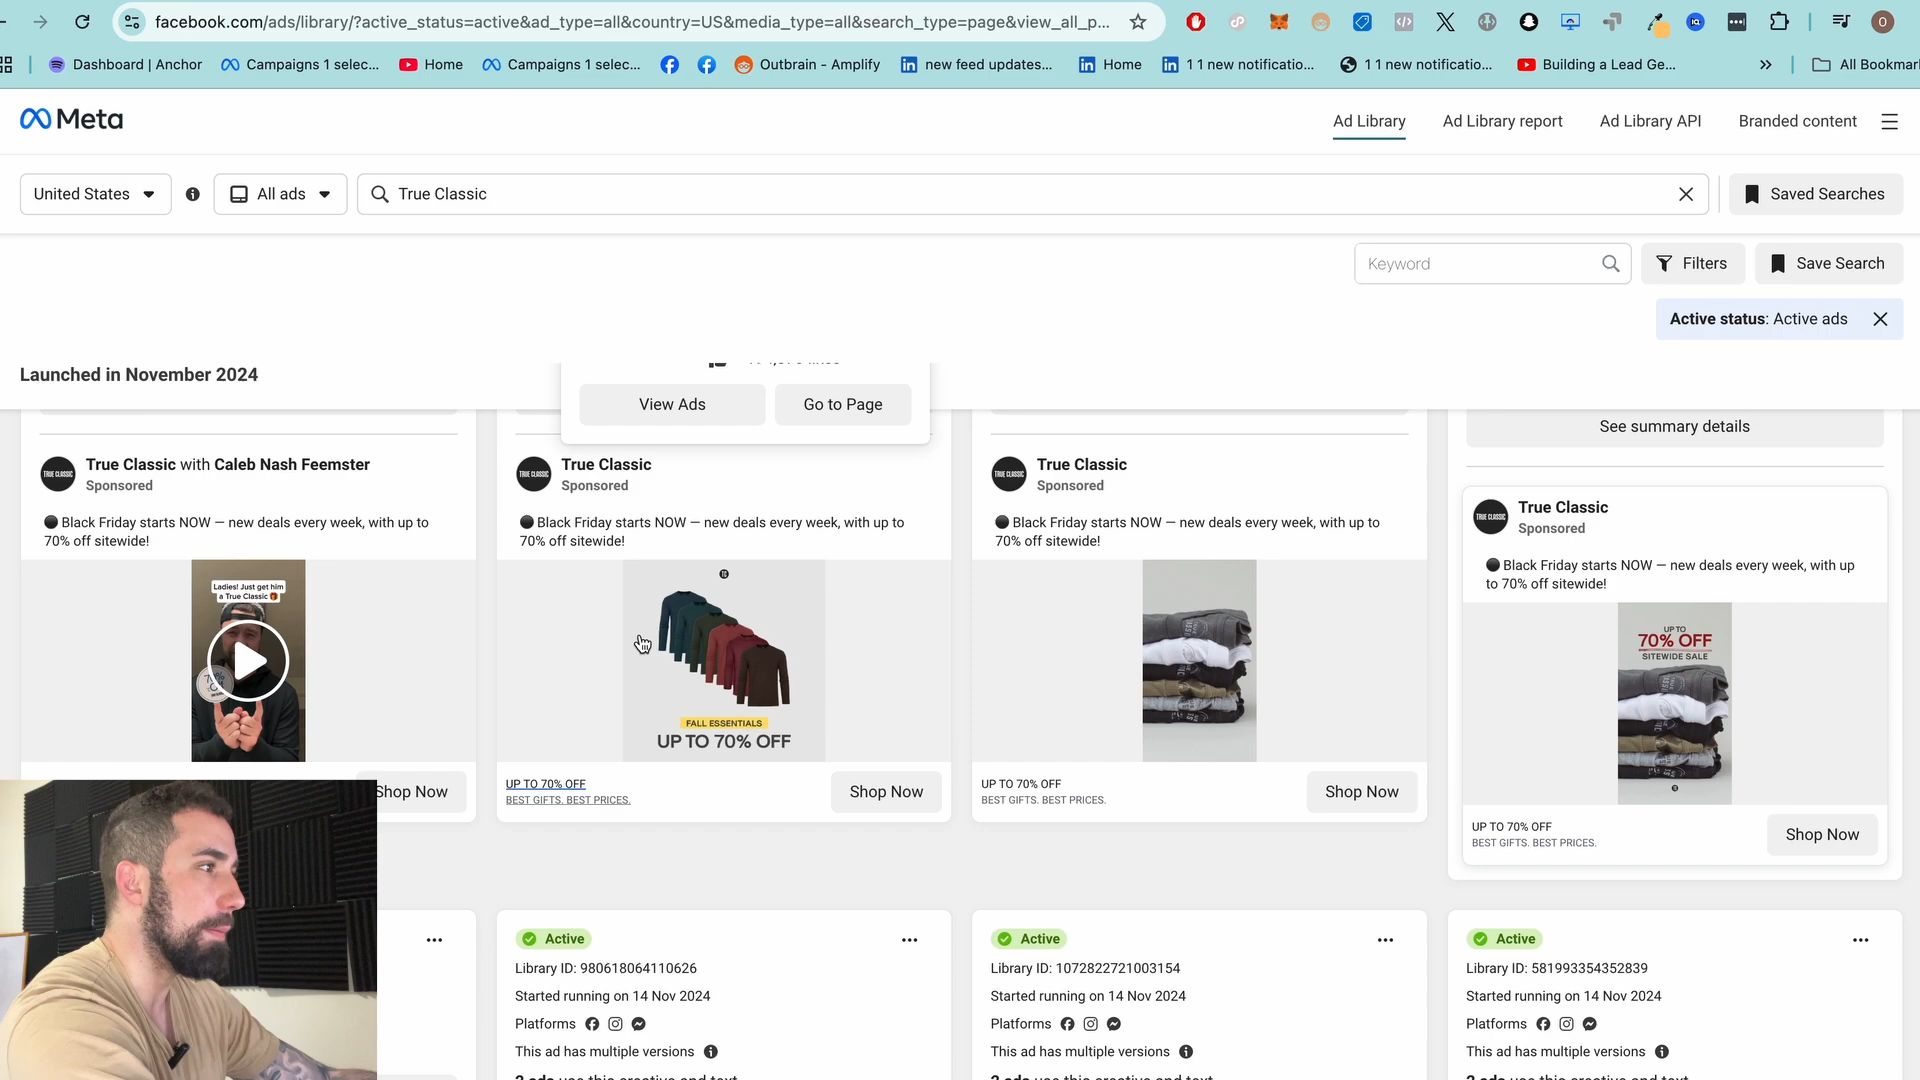 facebook.com/ads/library/?active_status=active&ad_type=all&country=US&media_type=all&search_type=page&view_all_p...
O
Dashboard | Anchor
Campaigns 1 selec...
Home
Campaigns 1 selec...
Outbrain - Amplify
new feed updates...
Home
1 1 new notificatio...
1 1 new notificatio...
Building a Lead Ge...
All Bookmar
Meta
Ad Library
Ad Library report
Ad Library API
Branded content
United States
All ads
True Classic
Saved Searches
Keyword
Filters
Save Search
Active status: Active ads
Launched in November 2024
View Ads
Go to Page
See summary details
True Classic with Caleb Nash Feemster
Sponsored
Black Friday starts NOW — new deals every week, with up to
70% off sitewide!
Ladies! Just get him
a True Classic
Shop Now
True Classic
Sponsored
Black Friday starts NOW — new deals every week, with up to
70% off sitewide!
FALL ESSENTIALS
UP TO 70% OFF
UP TO 70% OFF
BEST GIFTS. BEST PRICES.
Shop Now
True Classic
Sponsored
Black Friday starts NOW — new deals every week, with up to
70% off sitewide!
UP TO 70% OFF
BEST GIFTS. BEST PRICES.
Shop Now
True Classic
Sponsored
Black Friday starts NOW — new deals every week, with up
to 70% off sitewide!
UP TO
70% OFF
SITEWIDE SALE
UP TO 70% OFF
BEST GIFTS. BEST PRICES.
Shop Now
Active
Library ID: 980618064110626
Started running on 14 Nov 2024
Platforms
This ad has multiple versions
Active
Library ID: 1072822721003154
Started running on 14 Nov 2024
Platforms
This ad has multiple versions
Active
Library ID: 581993354352839
Started running on 14 Nov 2024
Platforms
This ad has multiple versions